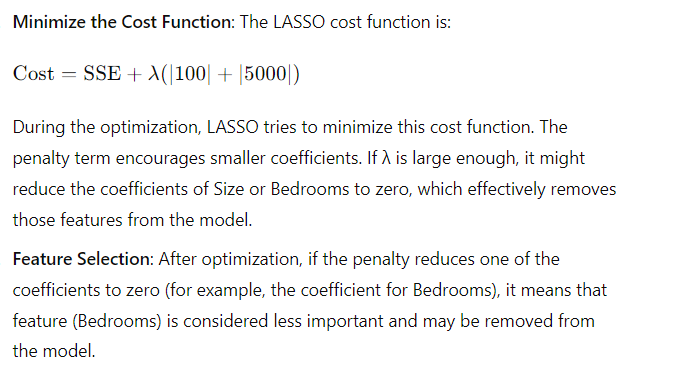 Minimize the Cost Function: The LASSO cost function is:
Cost = SSE + λ(|100| + |5000|)
During the optimization, LASSO tries to minimize this cost function. The
penalty term encourages smaller coefficients. If λ is large enough, it might
reduce the coefficients of Size or Bedrooms to zero, which effectively removes
those features from the model.
Feature Selection: After optimization, if the penalty reduces one of the
coefficients to zero (for example, the coefficient for Bedrooms), it means that
feature (Bedrooms) is considered less important and may be removed from
the model.